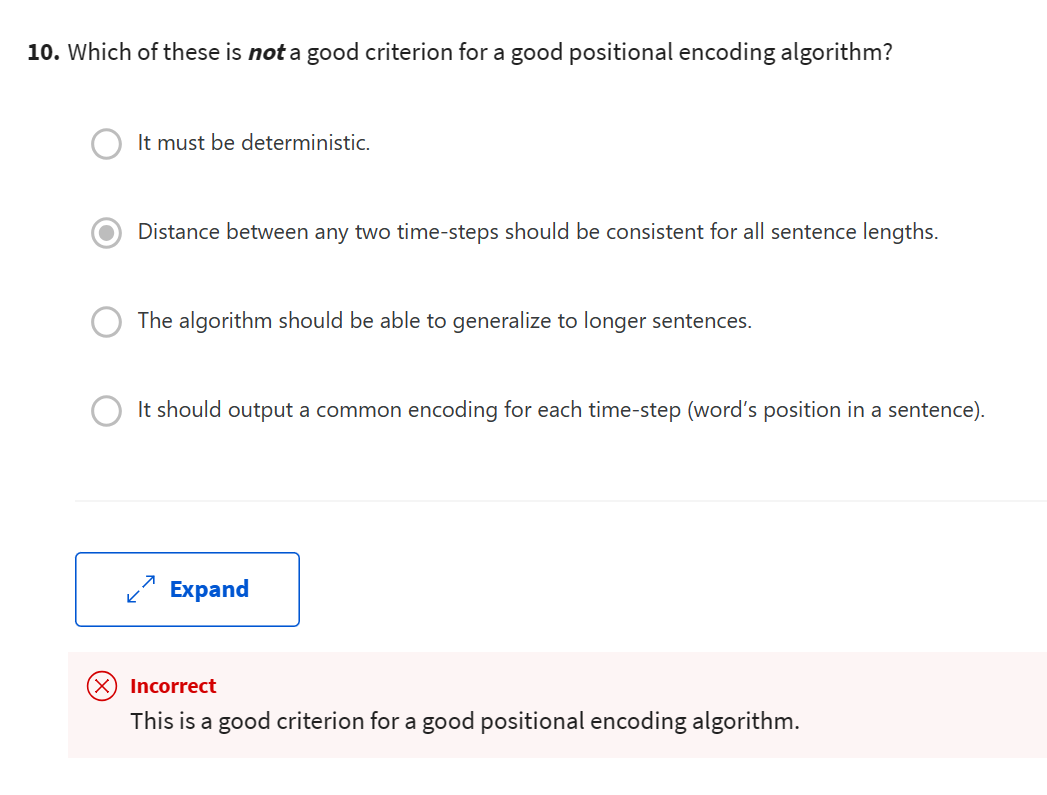 10. Which of these is not a good criterion for a good positional encoding algorithm?
It must be deterministic.
Distance between any two time-steps should be consistent for all sentence lengths.
The algorithm should be able to generalize to longer sentences.
It should output a common encoding for each time-step (word’s position in a sentence).
Expand
Incorrect
This is a good criterion for a good positional encoding algorithm.